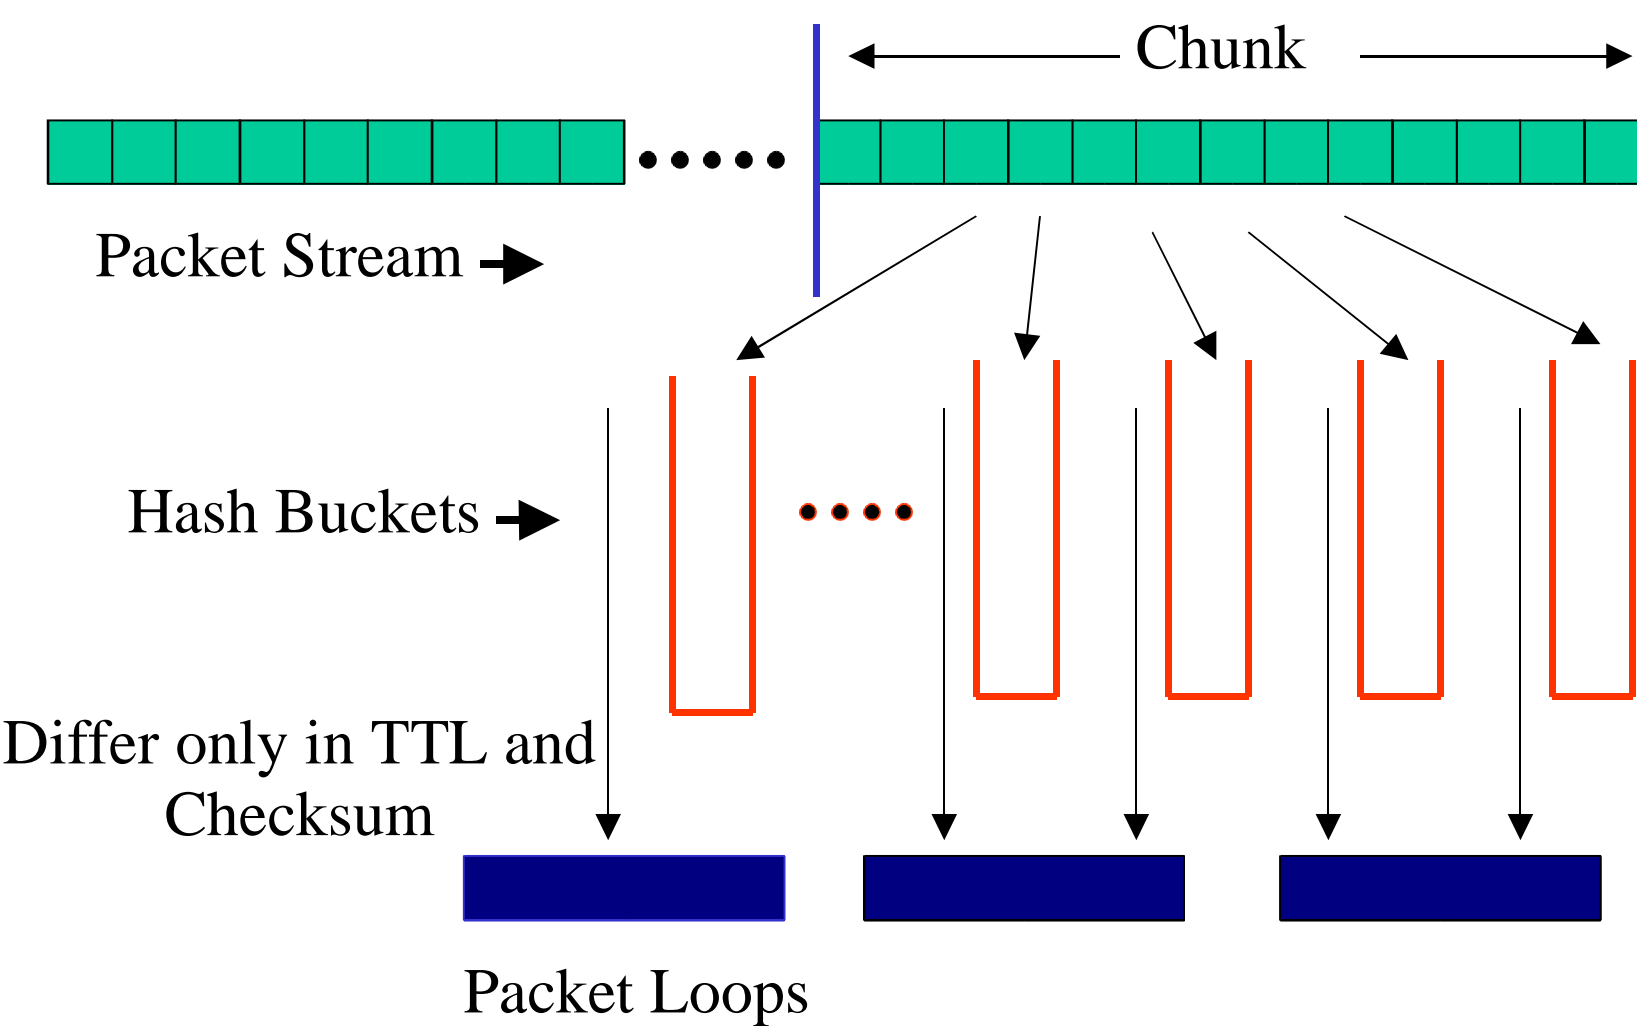 Chunk
Packet Stream
Hash Buckets
Differ only in TTL and
Checksum
Packet Loops